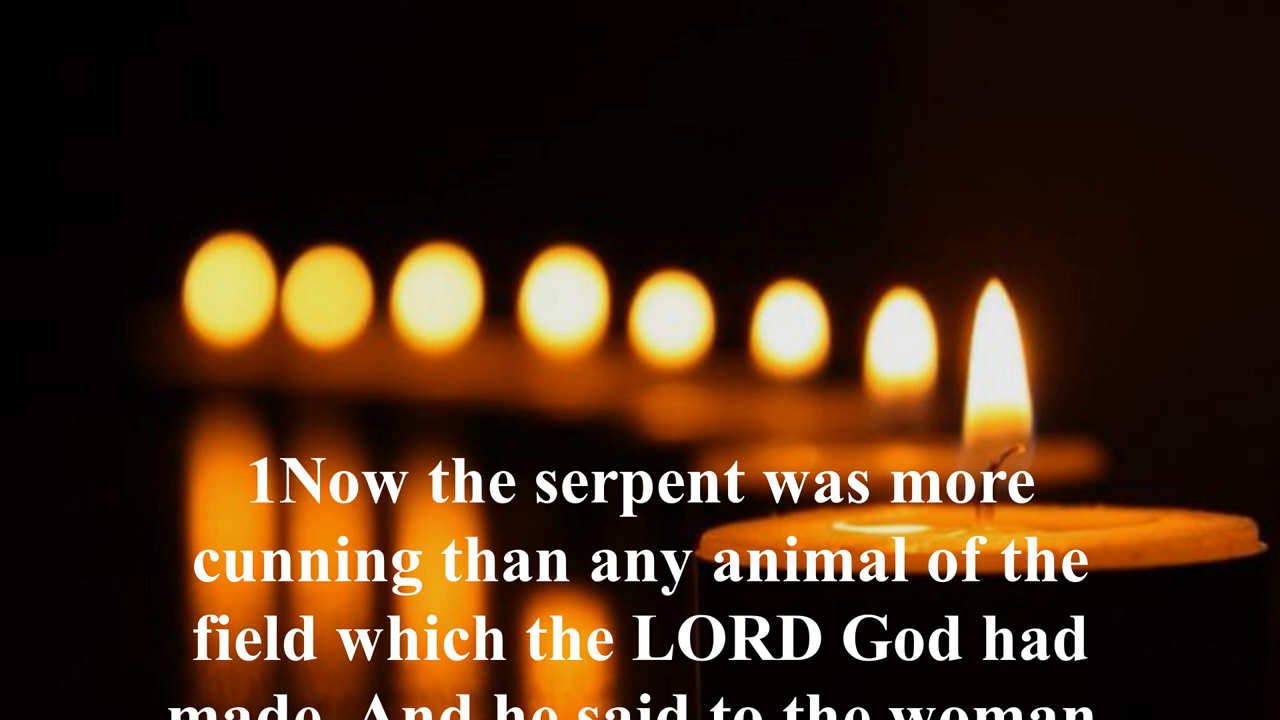 1Now the serpent was more
cunning than any animal of the
field which the LORD God had
made. And he said to the woman,